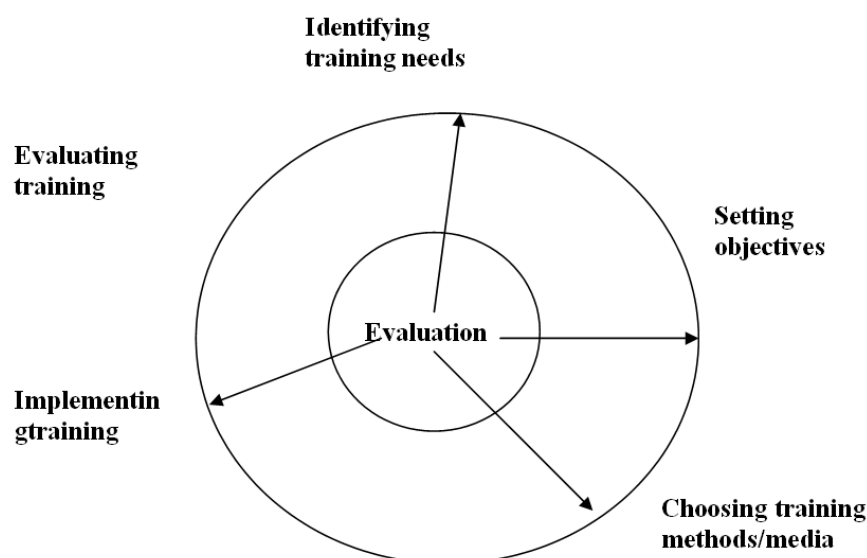 Identifying
training needs
Evaluating
training
Setting
objectives
Evaluation
Implementin
gtraining
Choosing training
methods/media